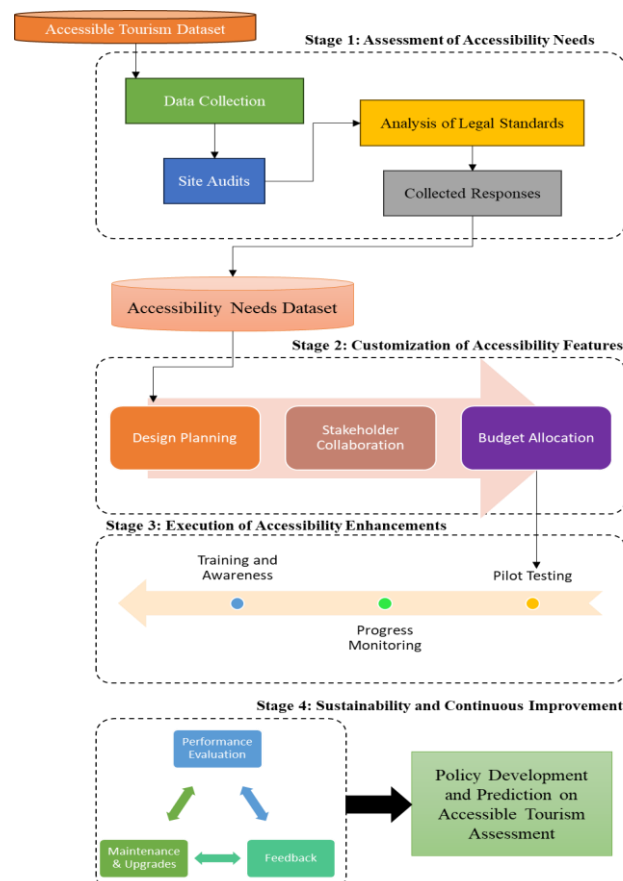 Accessible Tourism Dataset
Stage 1: Assessment of Accessibility Needs
Data Collection
Analysis of Legal Standards
Site Audits
Collected Responses
Accessibility Needs Dataset
Stage 2: Customization of Accessibility Features
Design Planning
Stakeholder
Collaboration
Budget Allocation
Stage 3: Execution of Accessibility Enhancements
Training and
Awareness
Pilot Testing
Progress
Monitoring
Stage 4: Sustainability and Continuous Improvement
Performance
Evaluation
Maintenance
& Upgrades
Feedback
Policy Development
and Prediction on
Accessible Tourism
Assessment